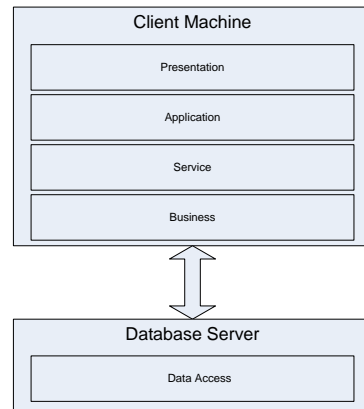 Client Machine
Presentation
Application
Service
Business
Database Server
Data Access